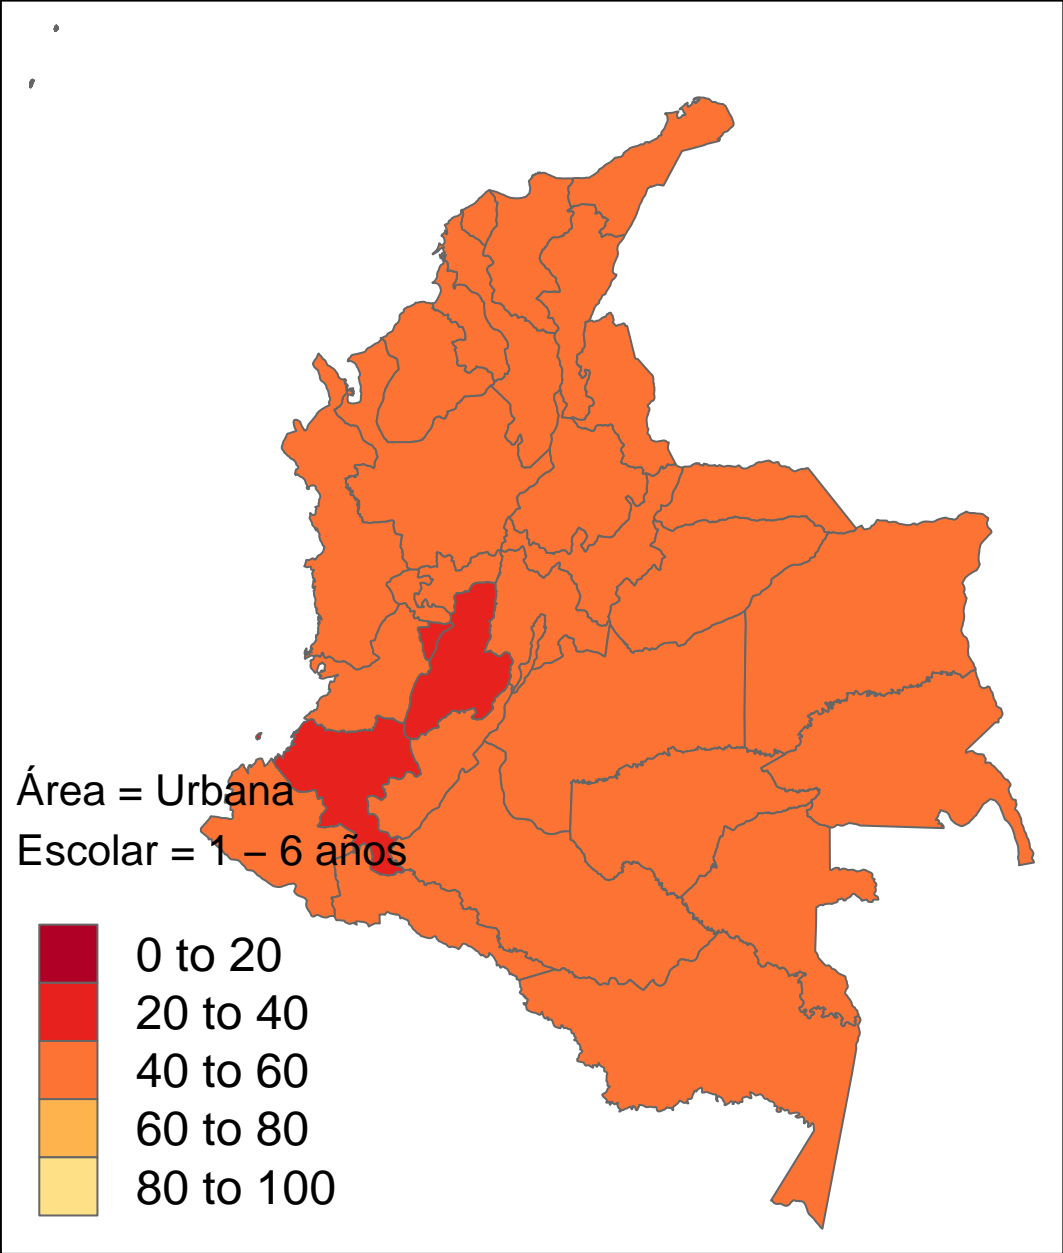 Área = Urbana
Escolar = 1 – 6 años
0 to 20
20 to 40
40 to 60
60 to 80
80 to 100